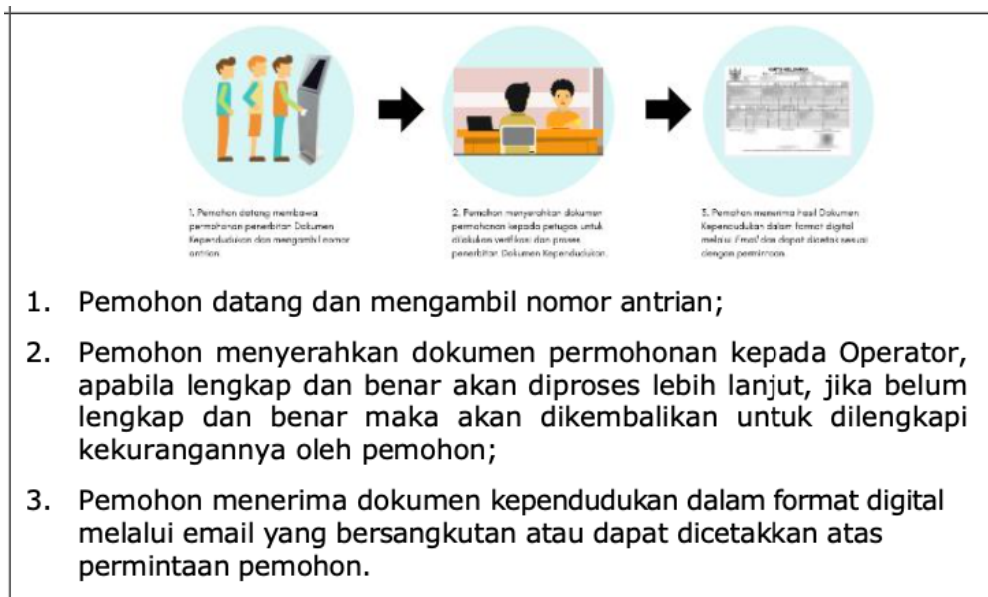 KARTU KELUARGA
1. Pemohon datang membawa
permohonan penerbitan Dokumen
Kependudukan dan mengambil nomor
antrian
2. Pemohon menyerahkan dokumen
permohonan kepada petugas untuk
dilakukan verifikasi dan proses
penerbitan Dokumen Kependudukan.
3. Pemohon menerima hasil Dokumen
Kependudukan dalam format digital
melalui Email dan dapat dicetak sesuai
dengan permintaan
1. Pemohon datang dan mengambil nomor antrian;
2. Pemohon menyerahkan dokumen permohonan kepada Operator,
apabila lengkap dan benar akan diproses lebih lanjut, jika belum
lengkap dan benar maka akan dikembalikan untuk dilengkapi
kekurangannya oleh pemohon;
3. Pemohon menerima dokumen kependudukan dalam format digital
melalui email yang bersangkutan atau dapat dicetakkan atas
permintaan pemohon.